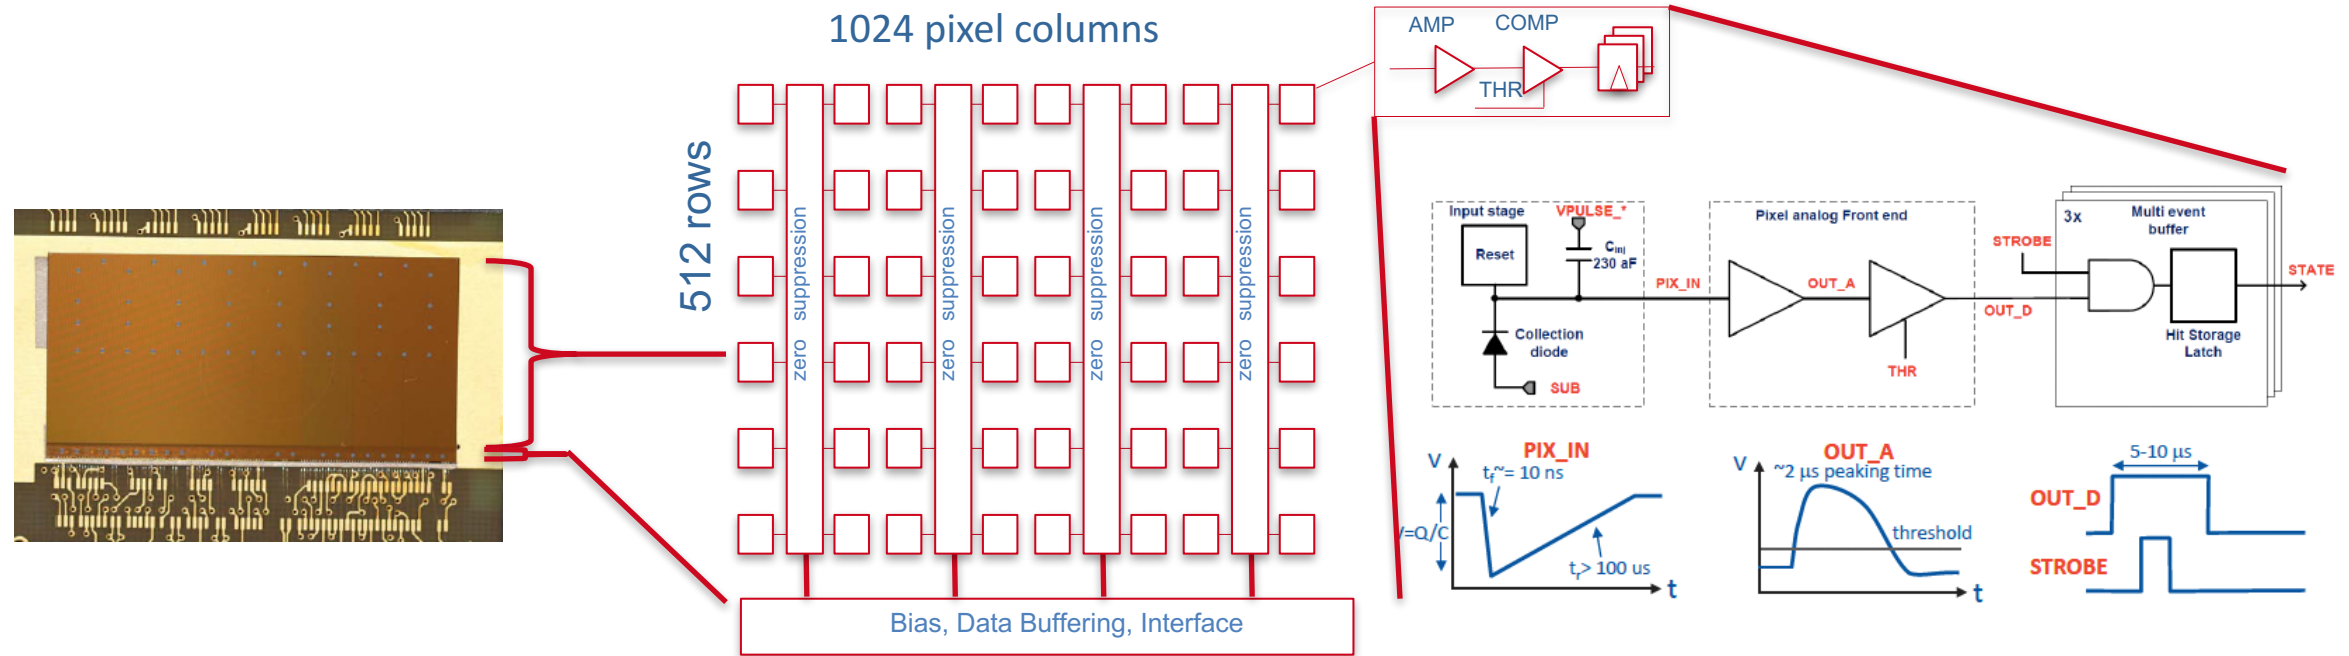 1024 pixel columns
512 rows
zero suppression
zero suppression
zero suppression
zero suppression
Bias, Data Buffering, Interface
AMP
COMP
THR
Input stage
Reset
VPULSE_*
Cinj
230 aF
Collection
diode
SUB
PIX_IN
Pixel analog Front end
OUT_A
THR
OUT_D
STROBE
3x
Multi event
buffer
Hit Storage
Latch
STATE
PIX_IN
V
tf~= 10 ns
V=Q/C
tr> 100 us
t
OUT_A
V
~2 µs peaking time
threshold
t
5-10 µs
OUT_D
STROBE